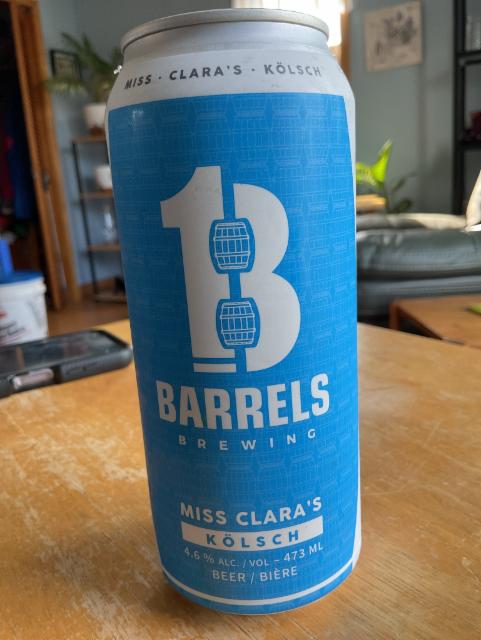 MISS · CLARA'S · KÖLSCH
13
BARRELS
BREWING
MISS CLARA'S
KÖLSCH
4.6 % ALC. / VOL – 473 ML
BEER / BIÈRE